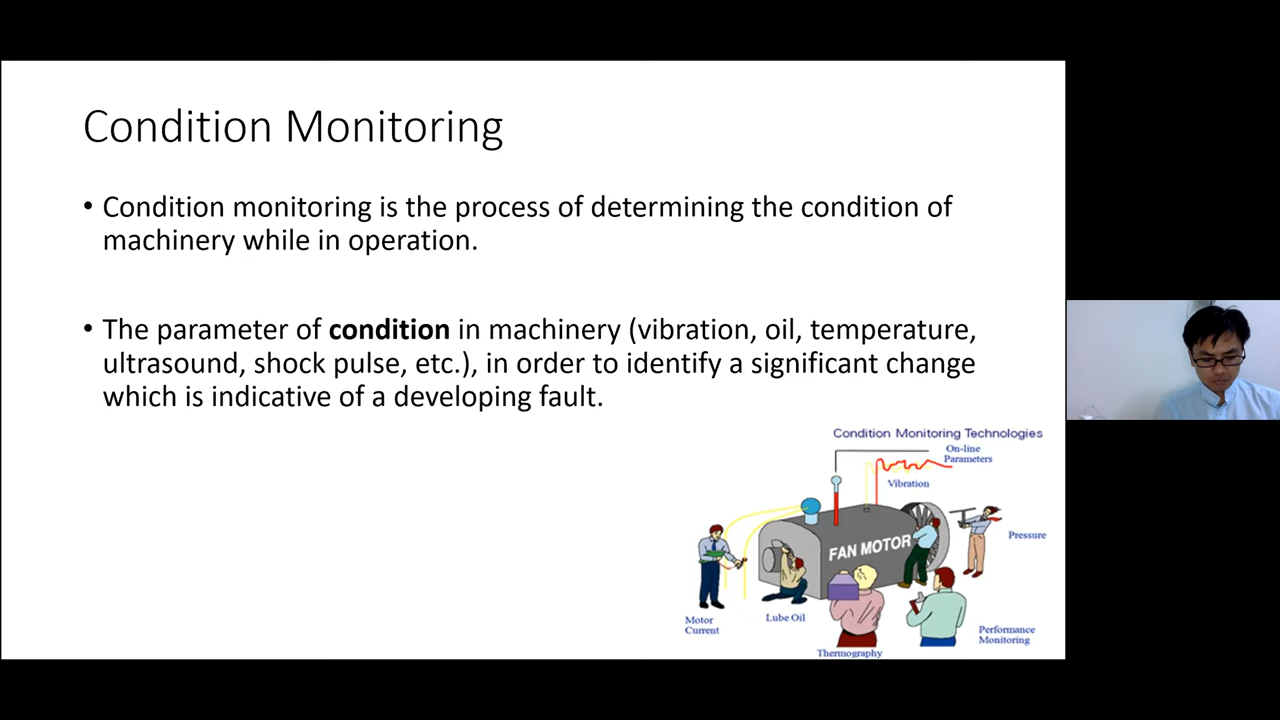 Condition Monitoring
• Condition monitoring is the process of determining the condition of
machinery while in operation.
• The parameter of condition in machinery (vibration, oil, temperature,
ultrasound, shock pulse, etc.), in order to identify a significant change
which is indicative of a developing fault.
Condition Monitoring Technologies
On-line
Parameters
Vibration
FAN MOTOR
Pressure
Motor
Current
Lube Oil
Performance
Monitoring
Thermography